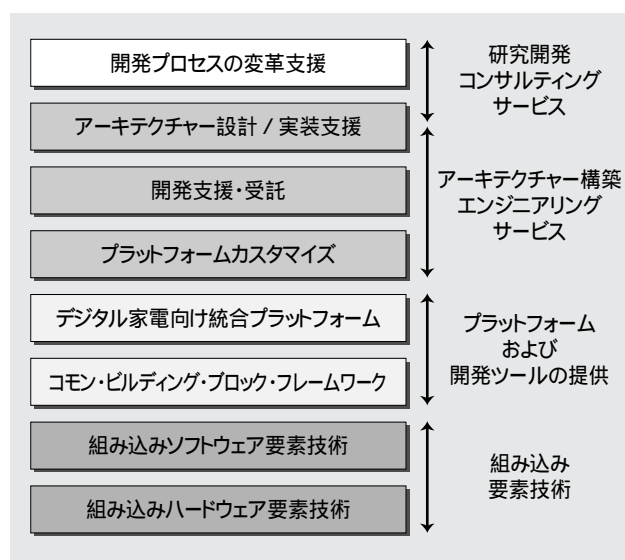 開発プロセスの変革支援
アーキテクチャー設計 / 実装支援
開発支援・受託
プラットフォームカスタマイズ
デジタル家電向け統合プラットフォーム
コモン・ビルディング・ブロック・フレームワーク
組み込みソフトウェア要素技術
組み込みハードウェア要素技術
研究開発
コンサルティング
サービス
アーキテクチャー構築
エンジニアリング
サービス
プラットフォーム
および
開発ツールの提供
組み込み
要素技術